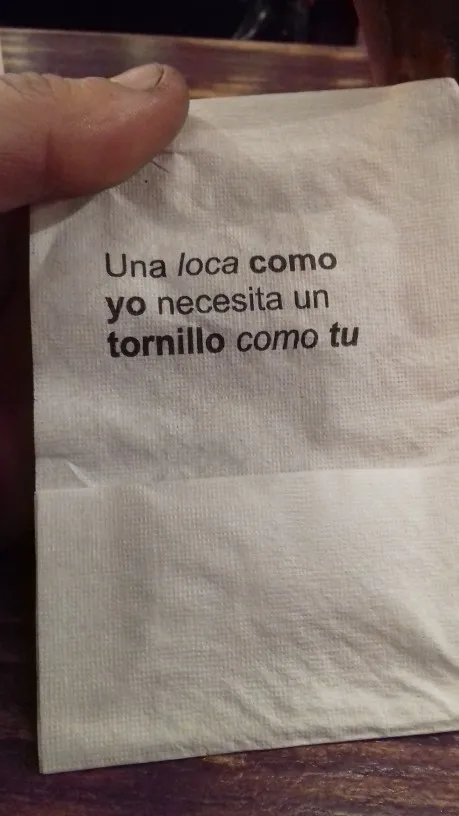 Una loca como
yo necesita un
tornillo como tu